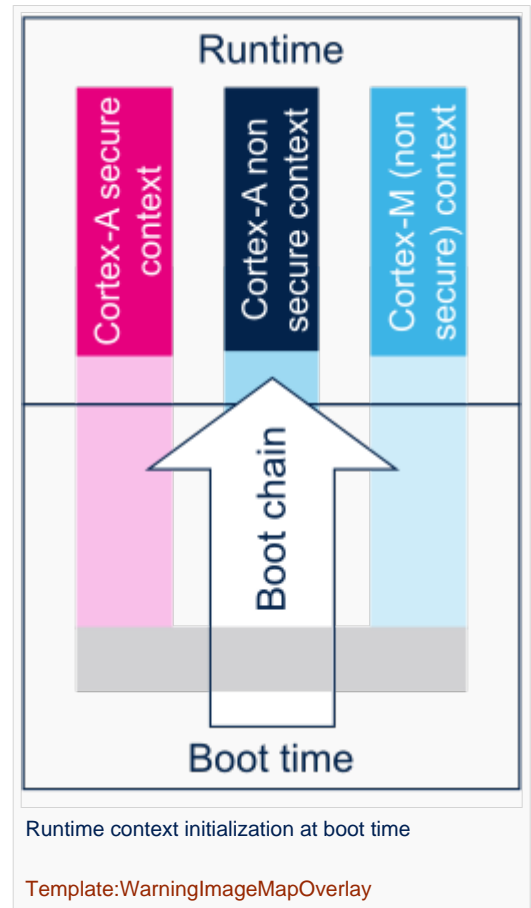 Runtime
Cortex-A secure
context
Cortex-A non
secure context
Cortex-M (non
secure) context
Boot chain
Boot time
Runtime context initialization at boot time
Template:WarningImageMapOverlay